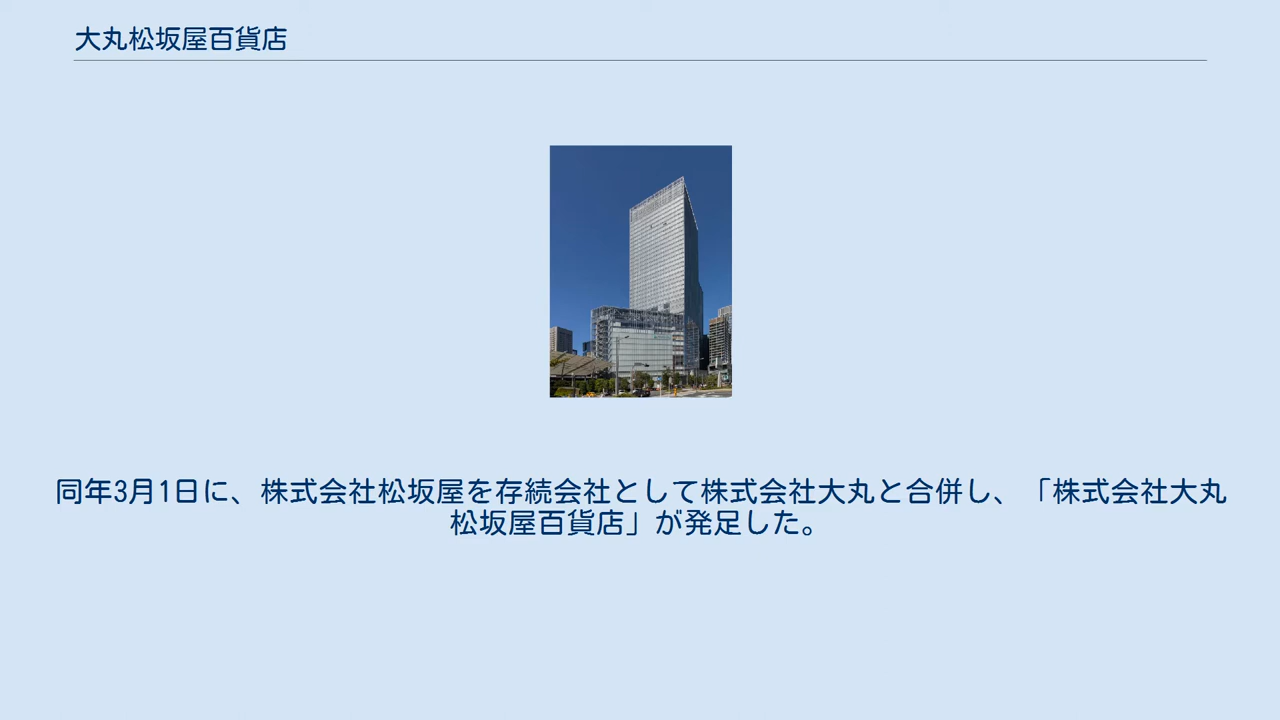 大丸松坂屋百貨店
同年3月1日に、株式会社松坂屋を存続会社として株式会社大丸と合併し、「株式会社大丸
松坂屋百貨店」が発足した。